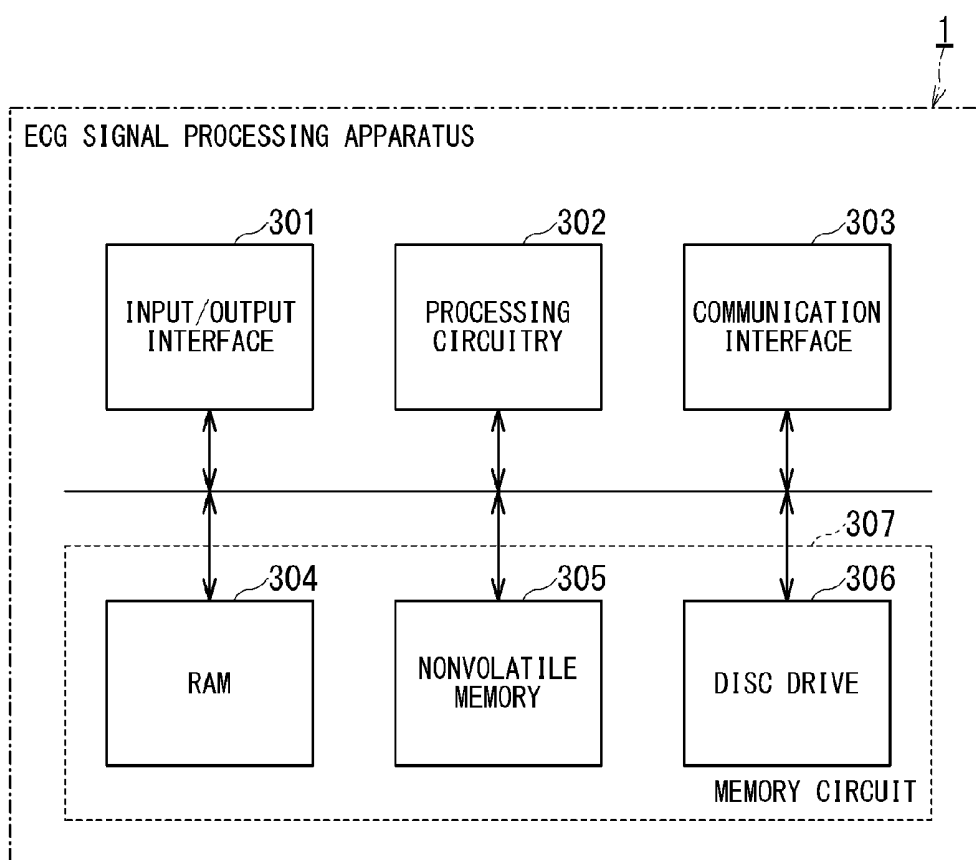 1
ECG SIGNAL PROCESSING APPARATUS
301
302
303
INPUT/OUTPUT
INTERFACE
PROCESSING
CIRCUITRY
COMMUNICATION
INTERFACE
307
304
305
306
RAM
NONVOLATILE
MEMORY
DISC DRIVE
MEMORY CIRCUIT